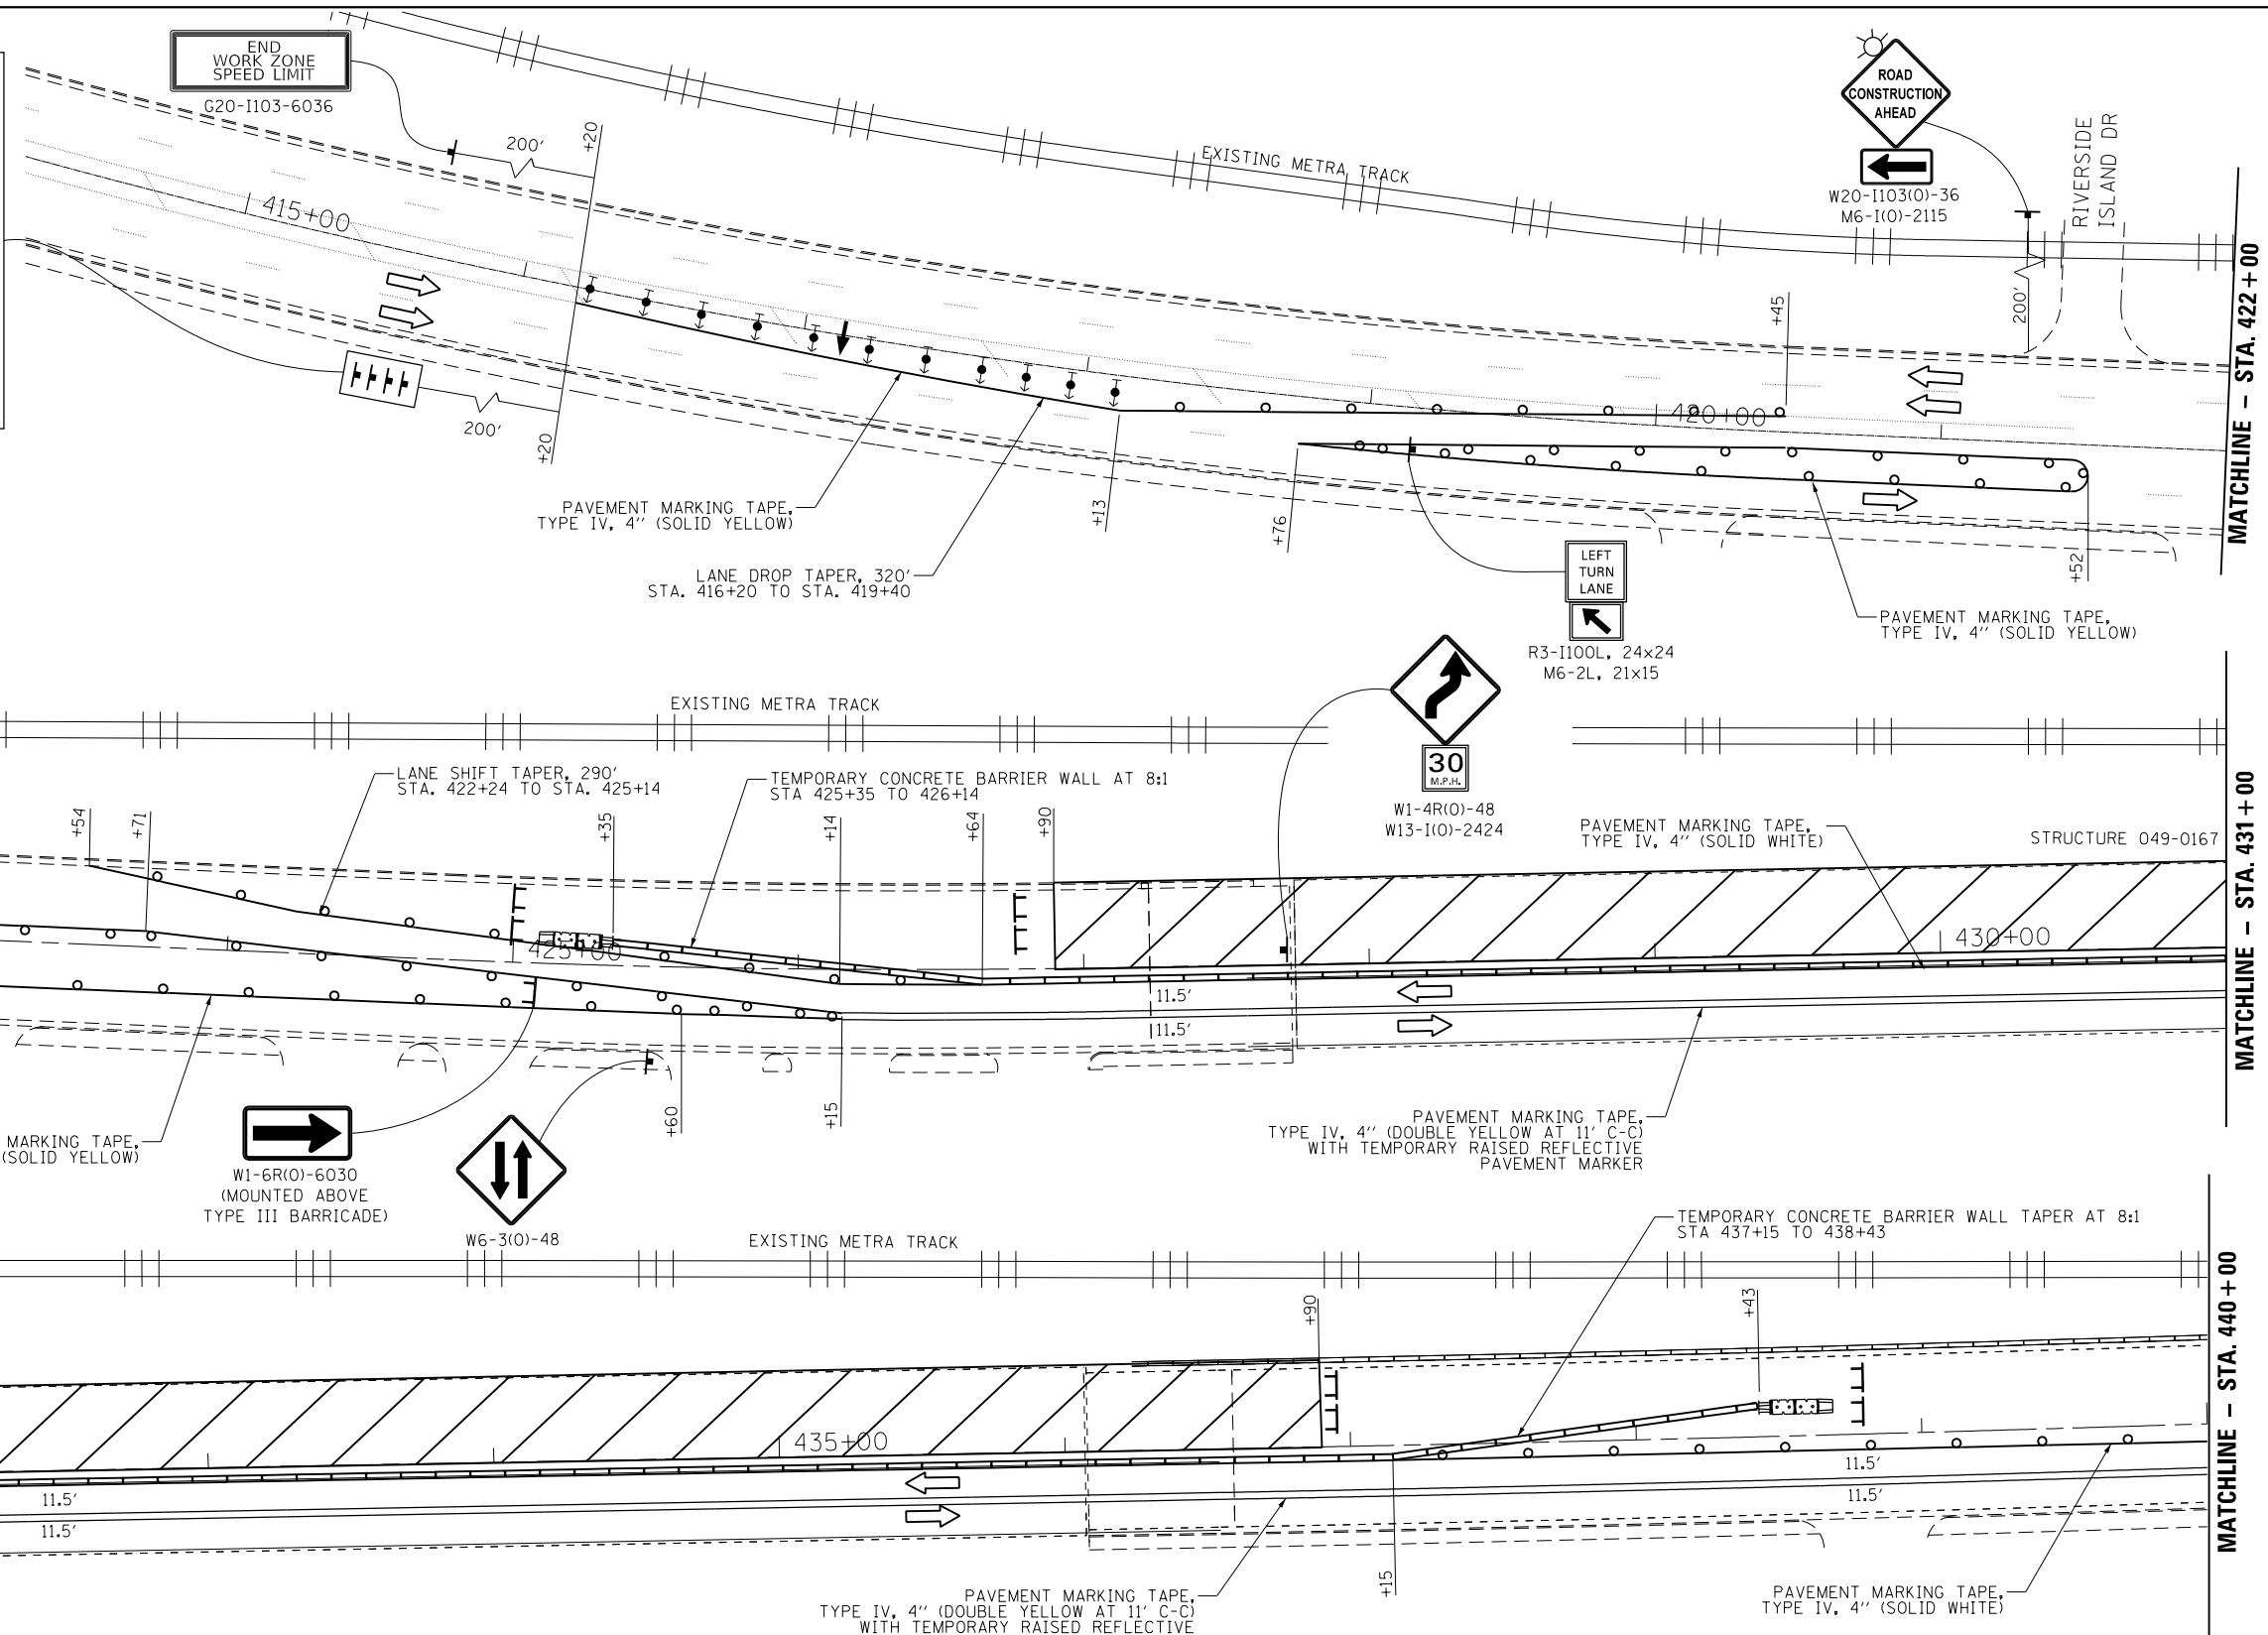 END
WORK ZONE
SPEED LIMIT
G20-I103-6036
200'
+20
415+00
EXISTING METRA TRACK
ROAD
CONSTRUCTION
AHEAD
W20-I103(O)-36
M6-I(O)-2115
RIVERSIDE
ISLAND DR
200'
+45
420+00
MATCHLINE - STA. 422+00
200'
+20
PAVEMENT MARKING TAPE,
TYPE IV, 4'' (SOLID YELLOW)
+13
+76
LANE DROP TAPER, 320'
STA. 416+20 TO STA. 419+40
LEFT
TURN
LANE
R3-I100L, 24x24
M6-2L, 21x15
+52
PAVEMENT MARKING TAPE,
TYPE IV, 4'' (SOLID YELLOW)
EXISTING METRA TRACK
LANE SHIFT TAPER, 290'
STA. 422+24 TO STA. 425+14
TEMPORARY CONCRETE BARRIER WALL AT 8:1
STA 425+35 TO 426+14
30
M.P.H.
W1-4R(O)-48
W13-I(O)-2424
PAVEMENT MARKING TAPE,
TYPE IV, 4'' (SOLID WHITE)
STRUCTURE 049-0167
+54
+71
+35
+14
+64
+90
425+00
430+00
11.5'
11.5'
MATCHLINE - STA. 431+00
+60
+15
MARKING TAPE,
(SOLID YELLOW)
W1-6R(O)-6030
(MOUNTED ABOVE
TYPE III BARRICADE)
W6-3(O)-48
PAVEMENT MARKING TAPE,
TYPE IV, 4'' (DOUBLE YELLOW AT 11' C-C)
WITH TEMPORARY RAISED REFLECTIVE
PAVEMENT MARKER
EXISTING METRA TRACK
TEMPORARY CONCRETE BARRIER WALL TAPER AT 8:1
STA 437+15 TO 438+43
+90
+43
435+00
11.5'
11.5'
11.5'
11.5'
MATCHLINE - STA. 440+00
+15
PAVEMENT MARKING TAPE,
TYPE IV, 4'' (DOUBLE YELLOW AT 11' C-C)
WITH TEMPORARY RAISED REFLECTIVE
PAVEMENT MARKING TAPE,
TYPE IV, 4'' (SOLID WHITE)